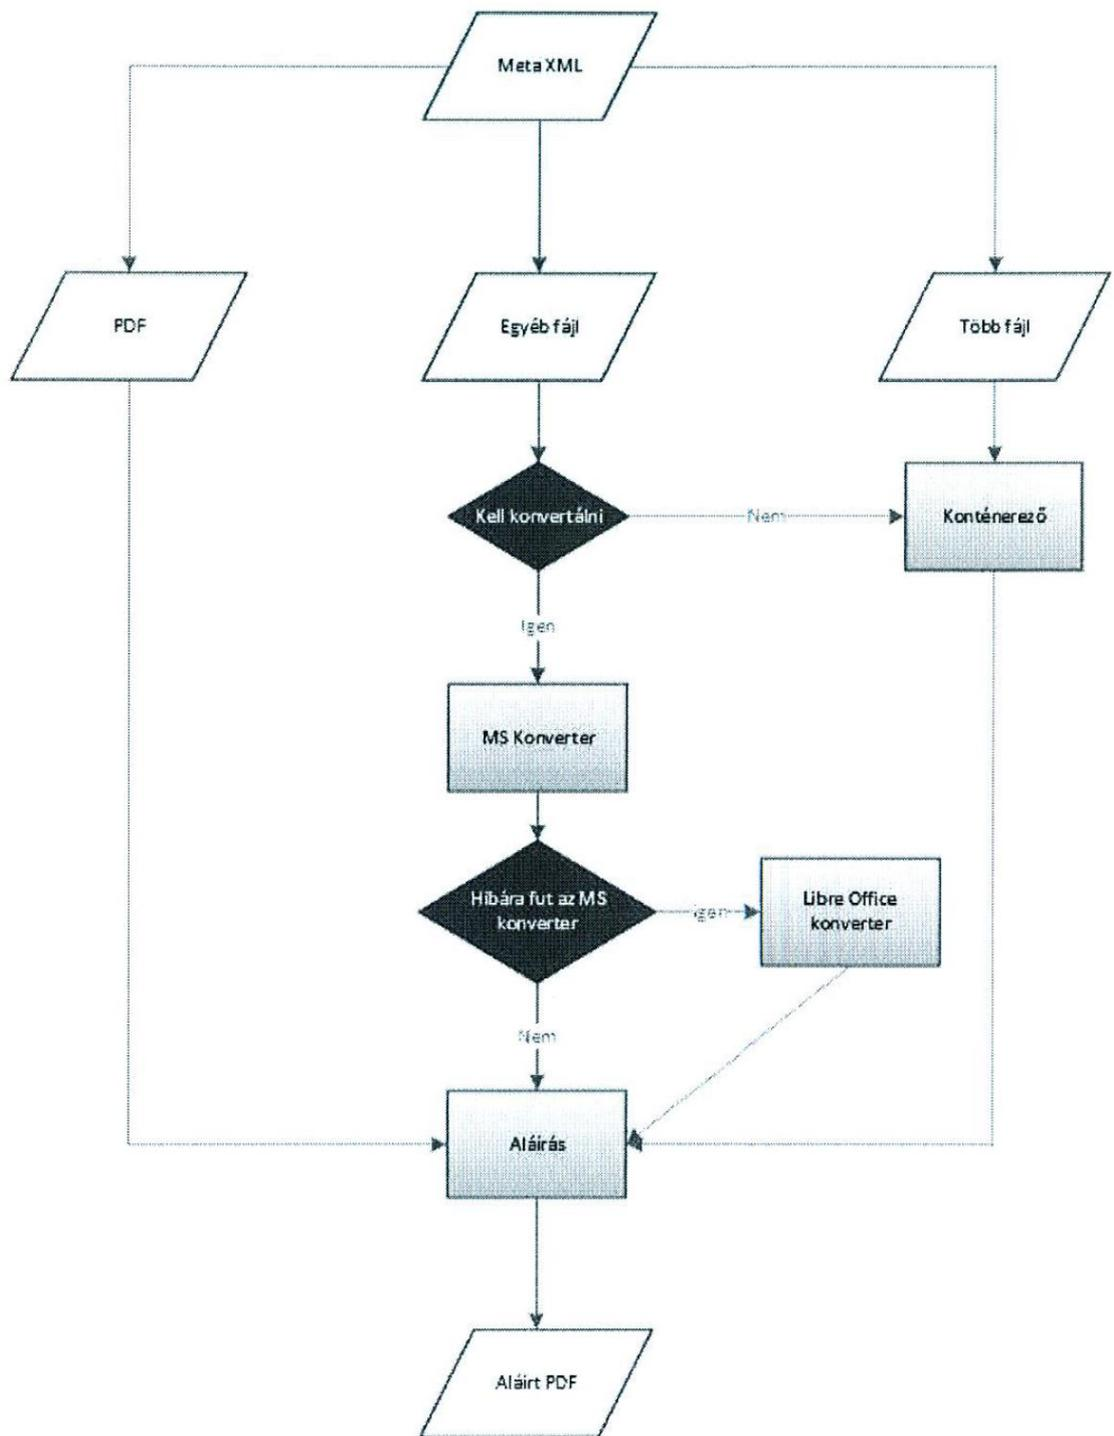 Meta XML
PDF
Egyéb fájl
Több fájl
Kell konvertálni
Nem
Konténerező
Igen
MS Konverter
Hibára fut az MS
konverter
igen
Libre Office
konverter
Nem
Aláírás
Aláírt PDF